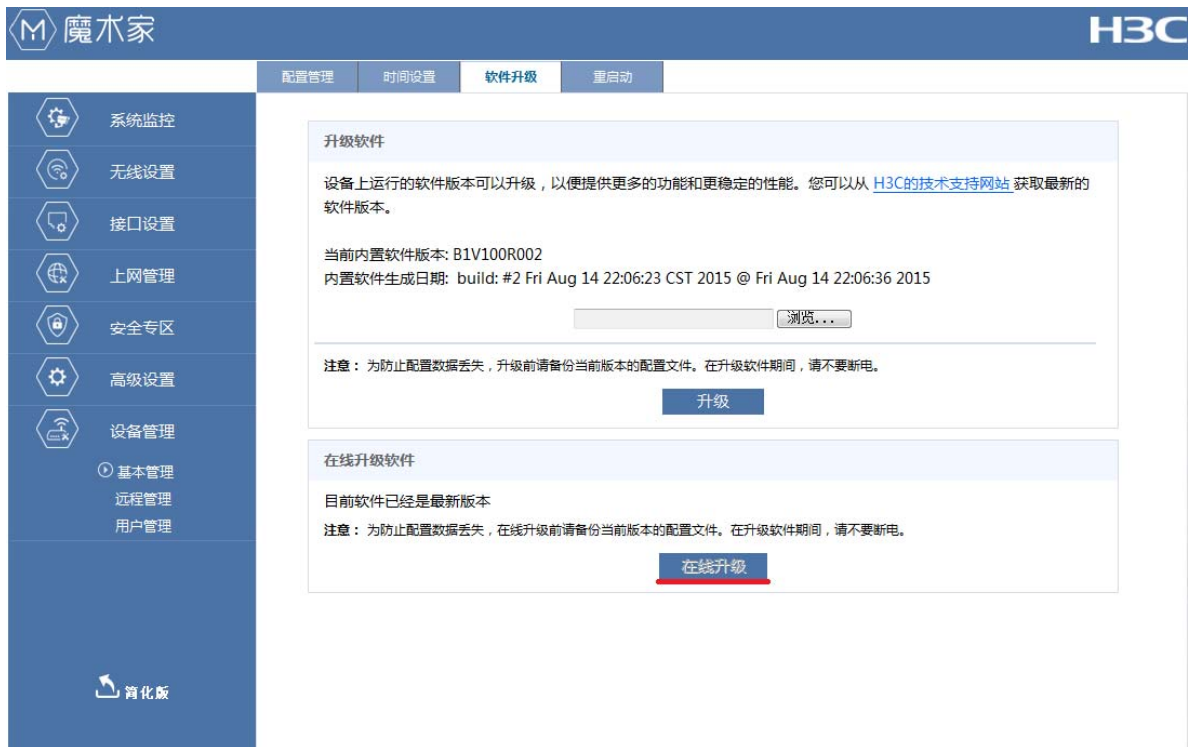 M 魔术家
H3C
配置管理 时间设置 软件升级 重启动
系统监控
无线设置
接口设置
上网管理
安全专区
高级设置
设备管理
基本管理
远程管理
用户管理
简化版
升级软件
设备上运行的软件版本可以升级，以便提供更多的功能和更稳定的性能。您可以从 H3C的技术支持网站 获取最新的
软件版本。
当前内置软件版本: B1V100R002
内置软件生成日期: build: #2 Fri Aug 14 22:06:23 CST 2015 @ Fri Aug 14 22:06:36 2015
浏览...
注意： 为防止配置数据丢失，升级前请备份当前版本的配置文件。在升级软件期间，请不要断电。
升级
在线升级软件
目前软件已经是最新版本
注意： 为防止配置数据丢失，在线升级前请备份当前版本的配置文件。在升级软件期间，请不要断电。
在线升级